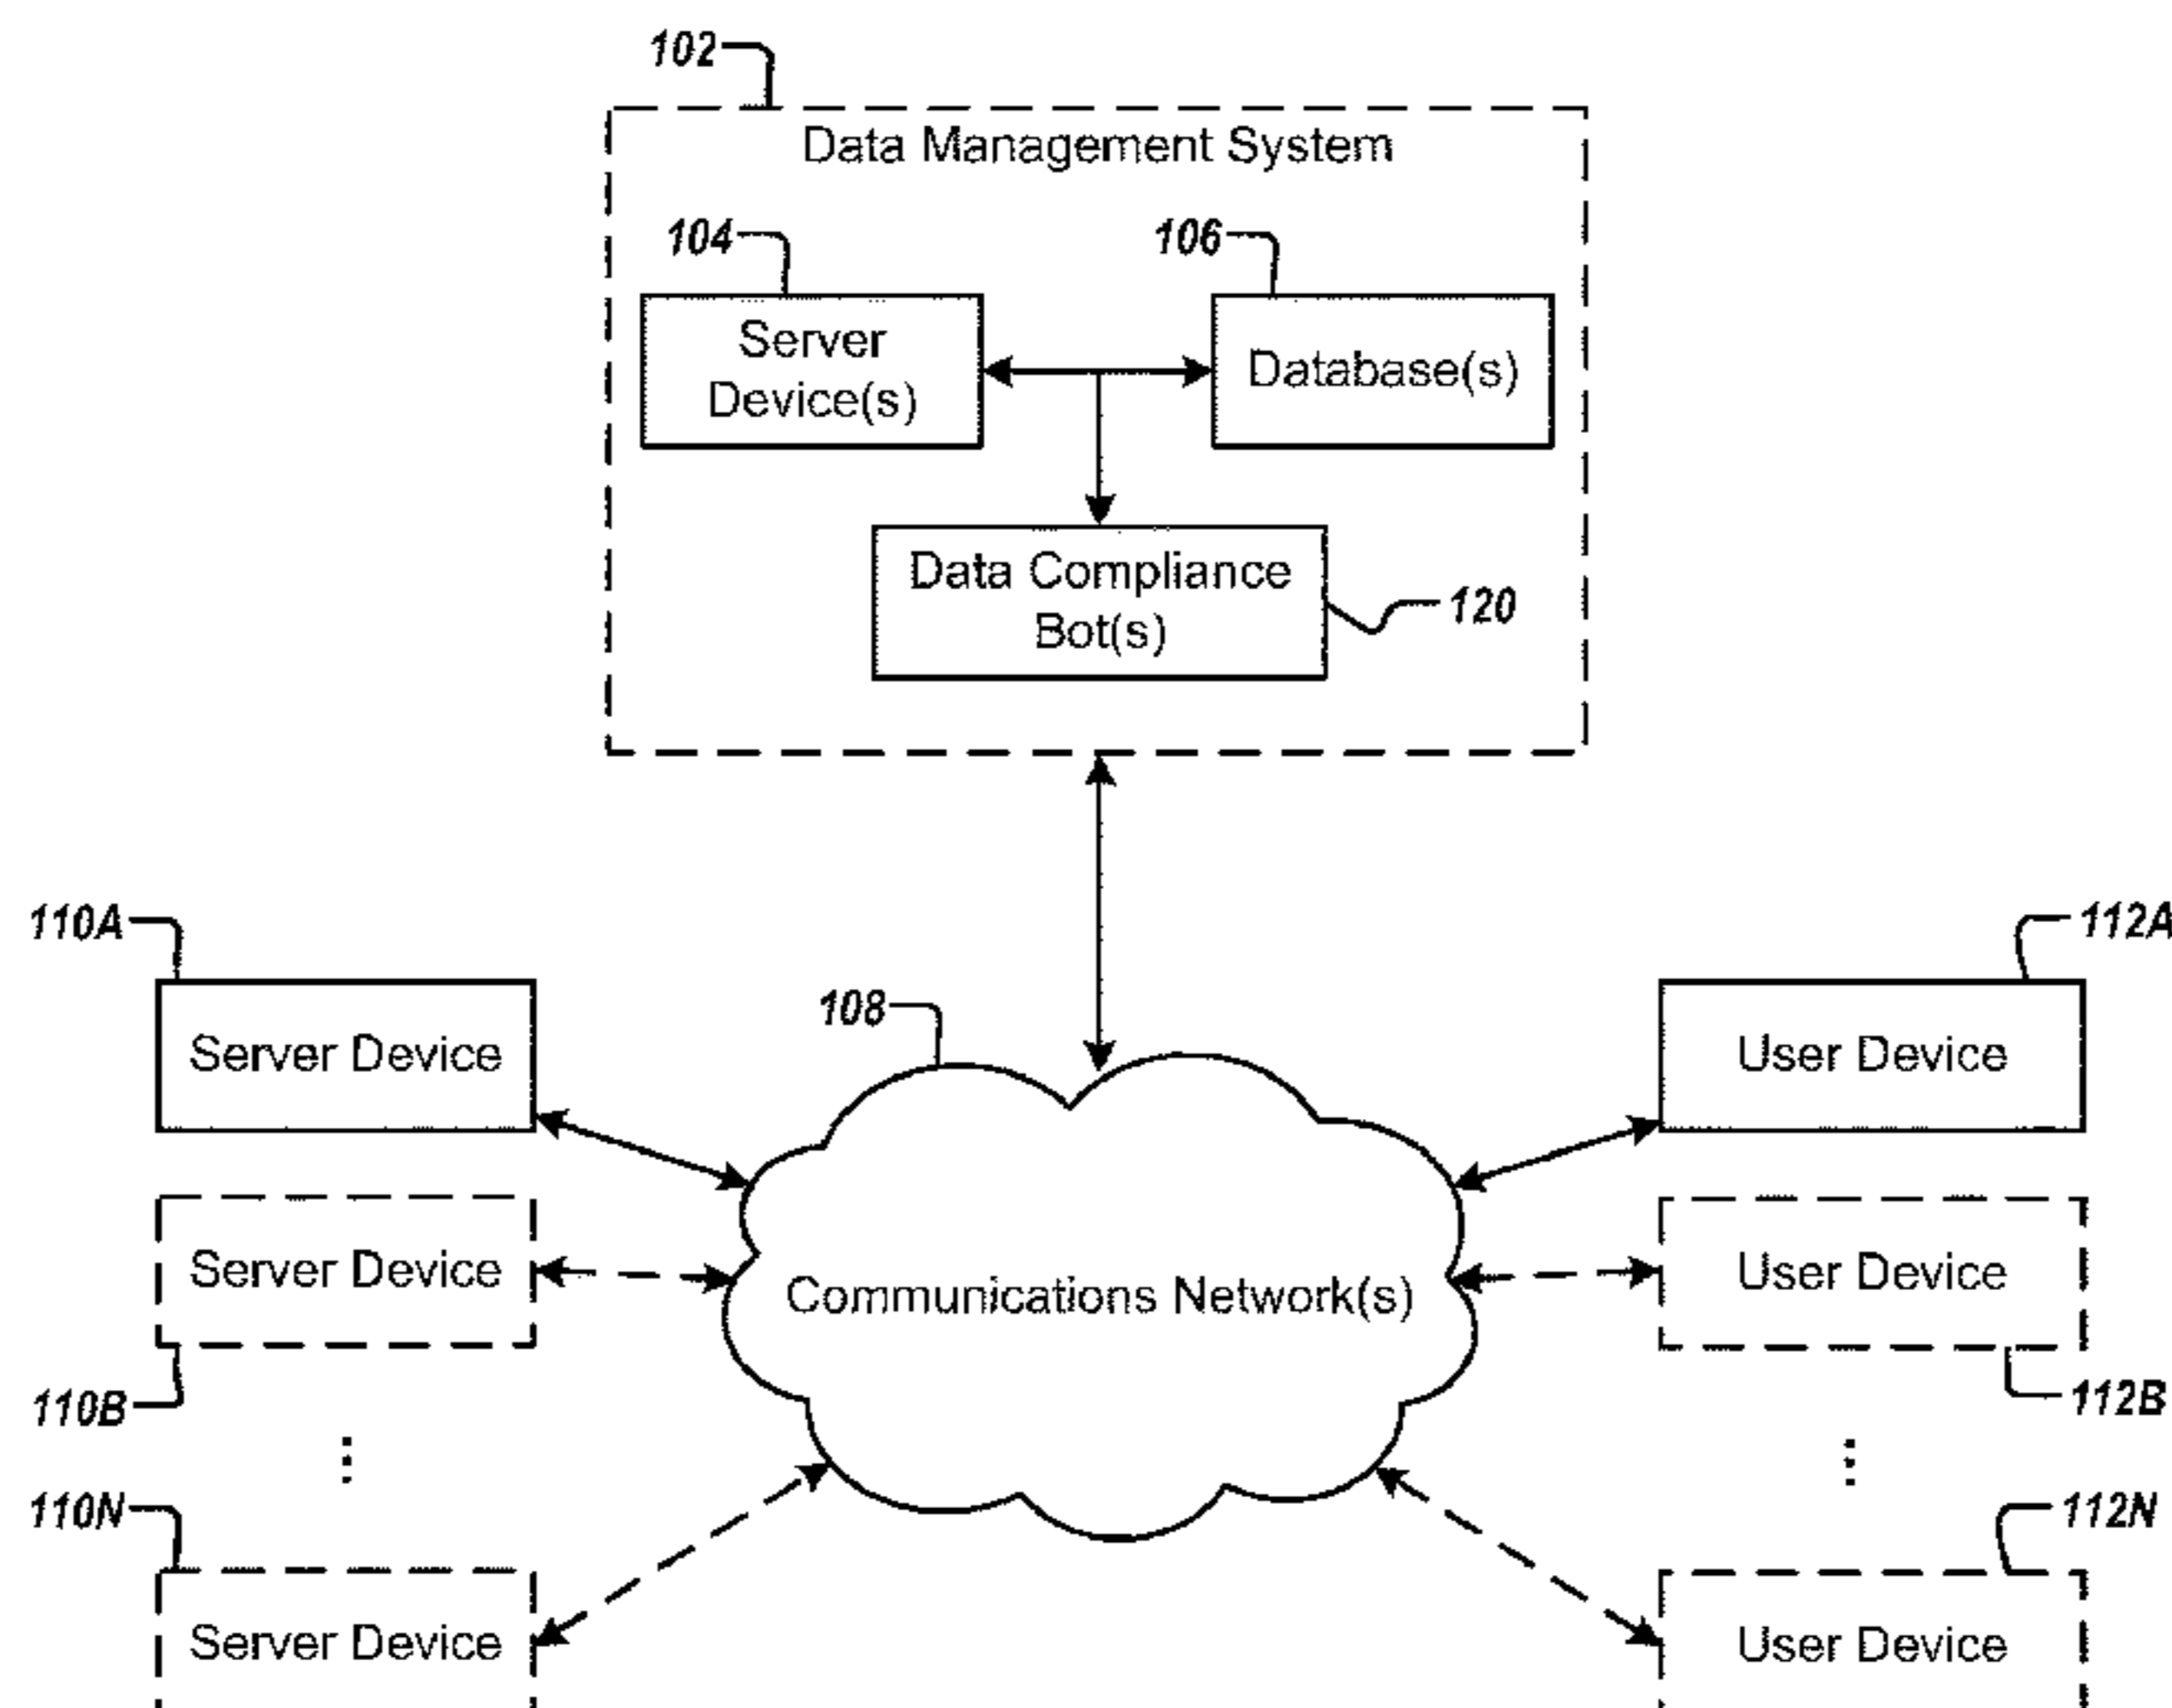 102
Data Management System
104
106
Server
Device(s)
Database(s)
Data Compliance
Bot(s)
120
110A
112A
108
Server Device
User Device
Server Device
User Device
Communications Network(s)
110B
112B
110N
112N
Server Device
User Device